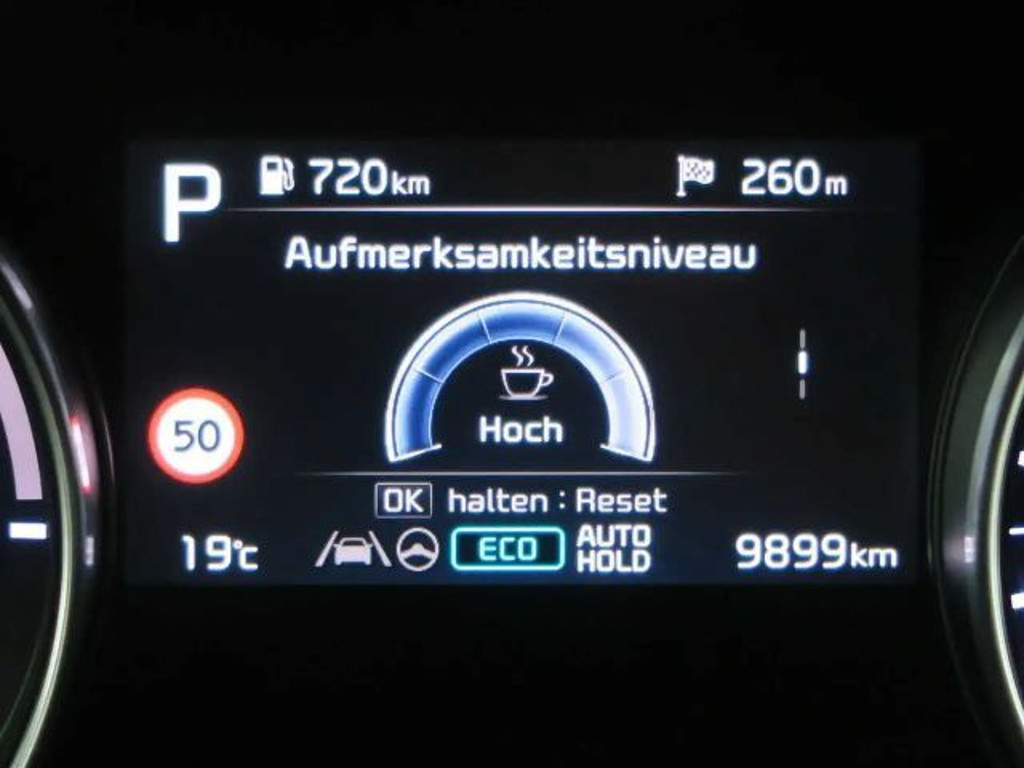 P 720km 260m
Aufmerksamkeitsniveau
Hoch
50
OK halten : Reset
19°C ECO AUTO HOLD 9899km